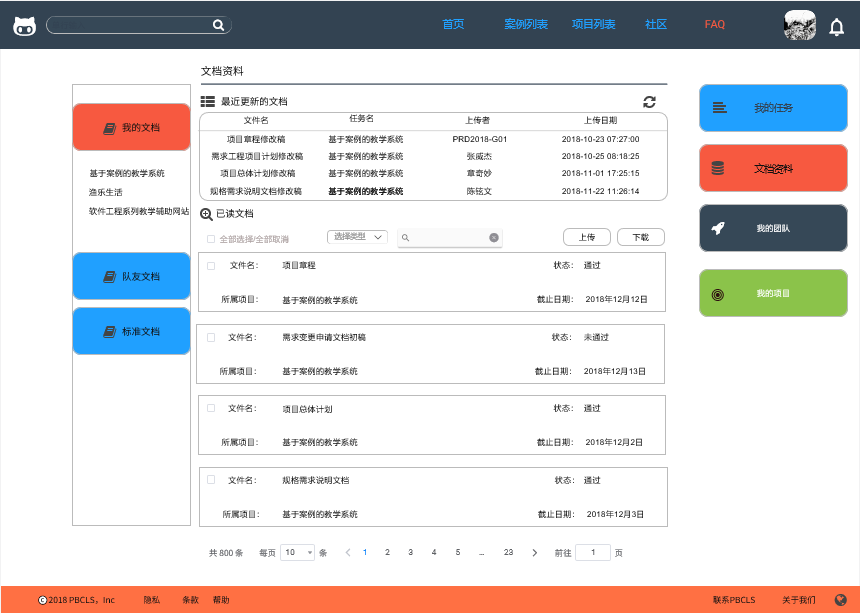 首页 案例列表 项目列表 社区 FAQ
文档资料
最近更新的文档
文件名 任务名 上传者 上传日期
项目章程修改稿 基于案例的教学系统 PRD2018-G01 2018-10-23 07:27:00
需求工程项目计划修改稿 基于案例的教学系统 张威杰 2018-10-25 08:18:25
项目总体计划修改稿 基于案例的教学系统 章奇妙 2018-11-01 17:25:15
规格需求说明文档修改稿 基于案例的教学系统 陈铉文 2018-11-22 11:26:14
我的文档
基于案例的教学系统
渔乐生活
软件工程系列教学辅助网站
队友文档
标准文档
已读文档
全部选择/全部取消 选择类型 上传 下载
文件名: 项目章程 状态: 通过
所属项目: 基于案例的教学系统 截止日期: 2018年12月12日
文件名: 需求变更申请文档初稿 状态: 未通过
所属项目: 基于案例的教学系统 截止日期: 2018年12月13日
文件名: 项目总体计划 状态: 通过
所属项目: 基于案例的教学系统 截止日期: 2018年12月2日
文件名: 规格需求说明文档 状态: 通过
所属项目: 基于案例的教学系统 截止日期: 2018年12月3日
共 800 条 每页 10 条 1 2 3 4 5 ... 23 前往 1 页
我的任务
文档资料
我的团队
我的项目
©2018 PBCLS, Inc 隐私 条款 帮助 联系PBCLS 关于我们